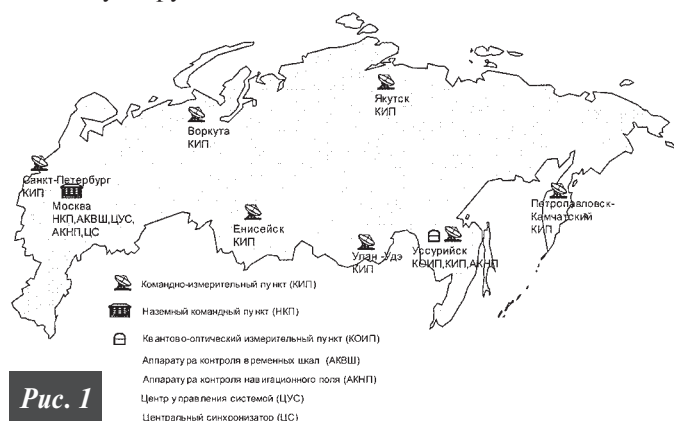 Якутск
КИП
Воркута
КИП
Санкт-Петербург
КИП
Москва
НКП,АКВШ,ЦУС,
АКНП,ЦС
Енисейск
КИП
Улан-Удэ
КИП
Уссурийск
КОИП,КИП,АКНП
Петропавловск-
Камчатский
КИП
Командно-измерительный пункт (КИП)
Наземный командный пункт (НКП)
Квантово-оптический измерительный пункт (КОИП)
Аппаратура контроля временных шкал (АКВШ)
Аппаратура контроля навигационного поля (АКНП)
Центр управления системой (ЦУС)
Центральный синхронизатор (ЦС)
Рис. 1